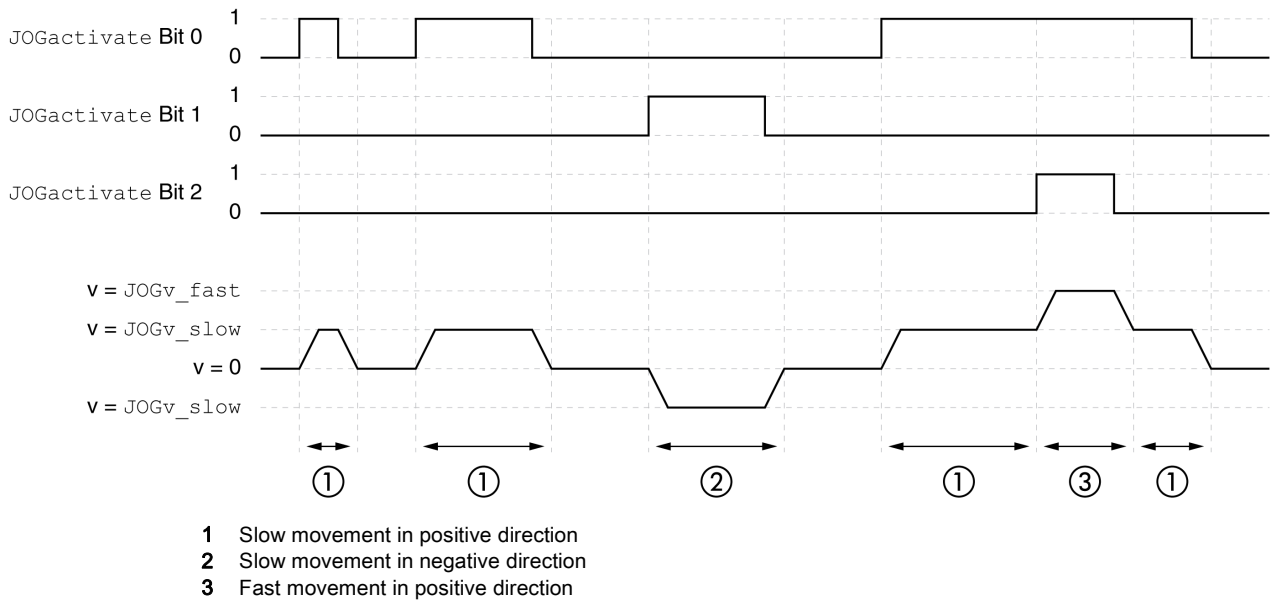 JOGactivate Bit 0 1
0
JOGactivate Bit 1 1
0
JOGactivate Bit 2 1
0
v = JOGv_fast
v = JOGv_slow
v = 0
v = JOGv_slow
1 1 2 1 3 1
1 Slow movement in positive direction
2 Slow movement in negative direction
3 Fast movement in positive direction